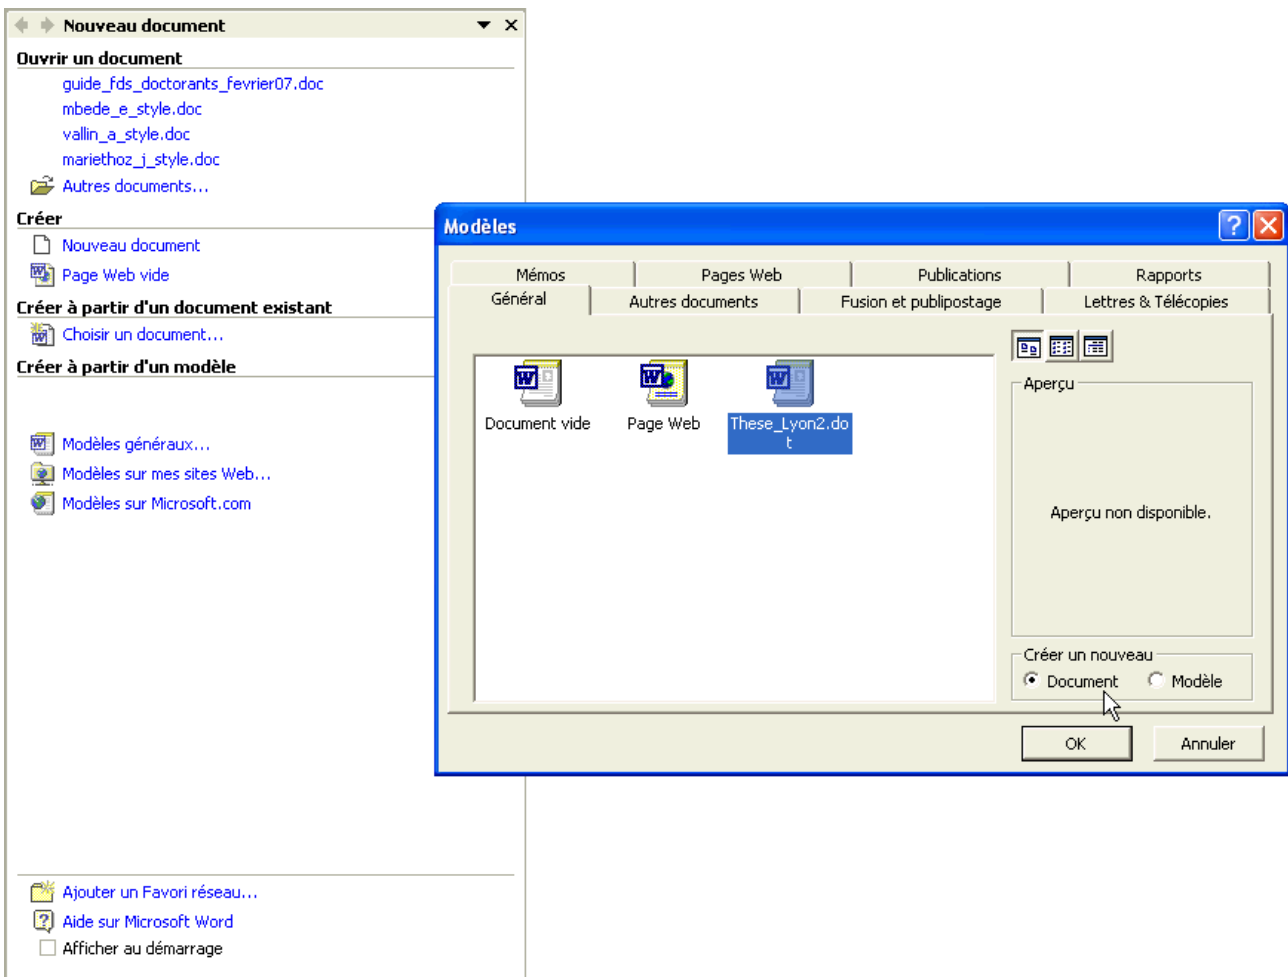 Nouveau document
Ouvrir un document
guide_fds_doctorants_fevrier07.doc
mbede_e_style.doc
vallin_a_style.doc
mariethoz_j_style.doc
Autres documents...
Créer
Nouveau document
Page Web vide
Créer à partir d'un document existant
Choisir un document...
Créer à partir d'un modèle
Modèles généraux...
Modèles sur mes sites Web...
Modèles sur Microsoft.com
Ajouter un Favori réseau...
Aide sur Microsoft Word
Afficher au démarrage
Modèles
Mémos
Pages Web
Publications
Rapports
Général
Autres documents
Fusion et publipostage
Lettres & Télécopies
Document vide
Page Web
These_Lyon2.do
t
Aperçu
Aperçu non disponible.
Créer un nouveau
Document
Modèle
OK
Annuler